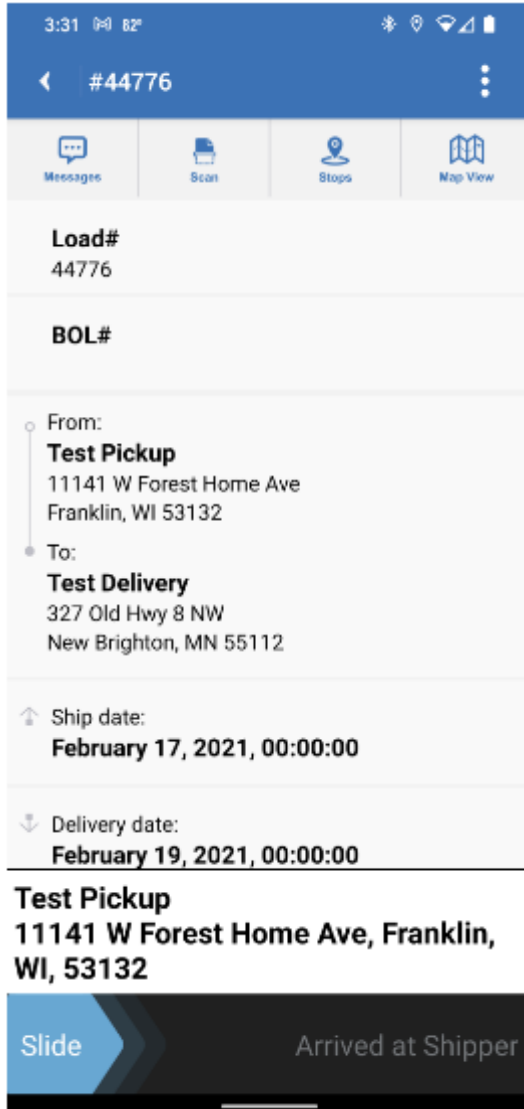 3:31 82°
#44776
Messages Scan Stops Map View
Load#
44776
BOL#
From:
Test Pickup
11141 W Forest Home Ave
Franklin, WI 53132
To:
Test Delivery
327 Old Hwy 8 NW
New Brighton, MN 55112
Ship date:
February 17, 2021, 00:00:00
Delivery date:
February 19, 2021, 00:00:00
Test Pickup
11141 W Forest Home Ave, Franklin,
WI, 53132
Slide Arrived at Shipper